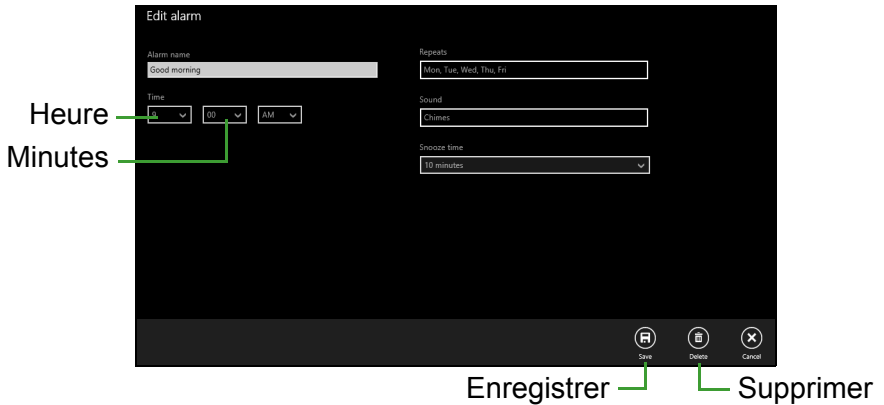 Edit alarm
Alarm name
Good morning
Time
00 AM
Repeats
Mon, Tue, Wed, Thu, Fri
Sound
Chimes
Snooze time
10 minutes
Heure
Minutes
Save Delete Cancel
Enregistrer Supprimer